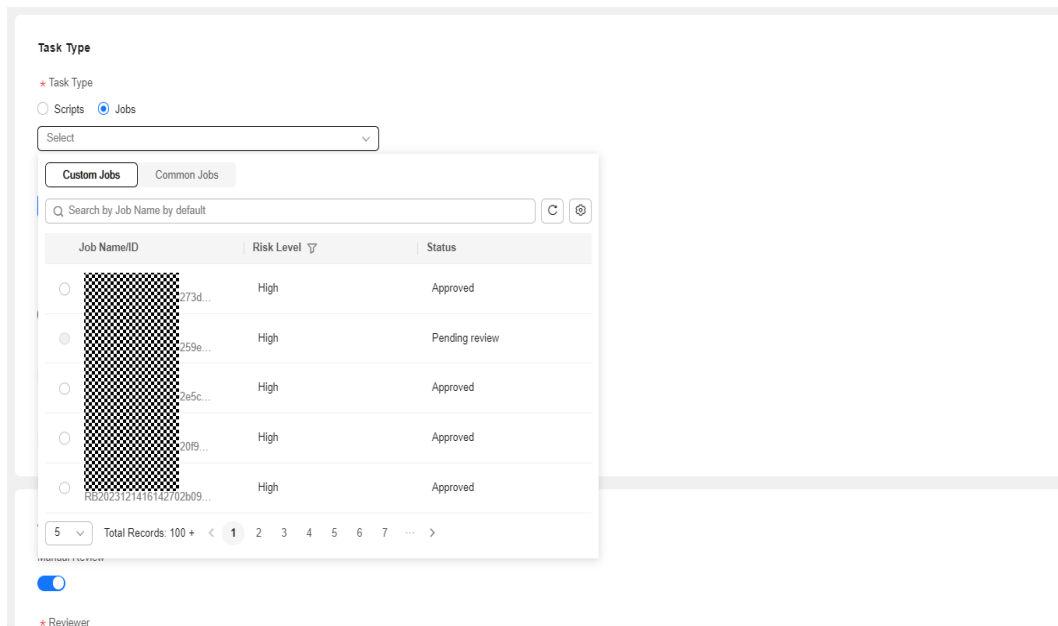 Task Type
* Task Type
Scripts Jobs
Select
Custom Jobs Common Jobs
Search by Job Name by default
Job Name/ID Risk Level Status
High Approved
273d...
High Pending review
259e...
High Approved
2e5c...
High Approved
20f9...
High Approved
RB2023121416142702b09...
5 Total Records: 100 + < 1 2 3 4 5 6 7 ... >
Manual Review
* Reviewer